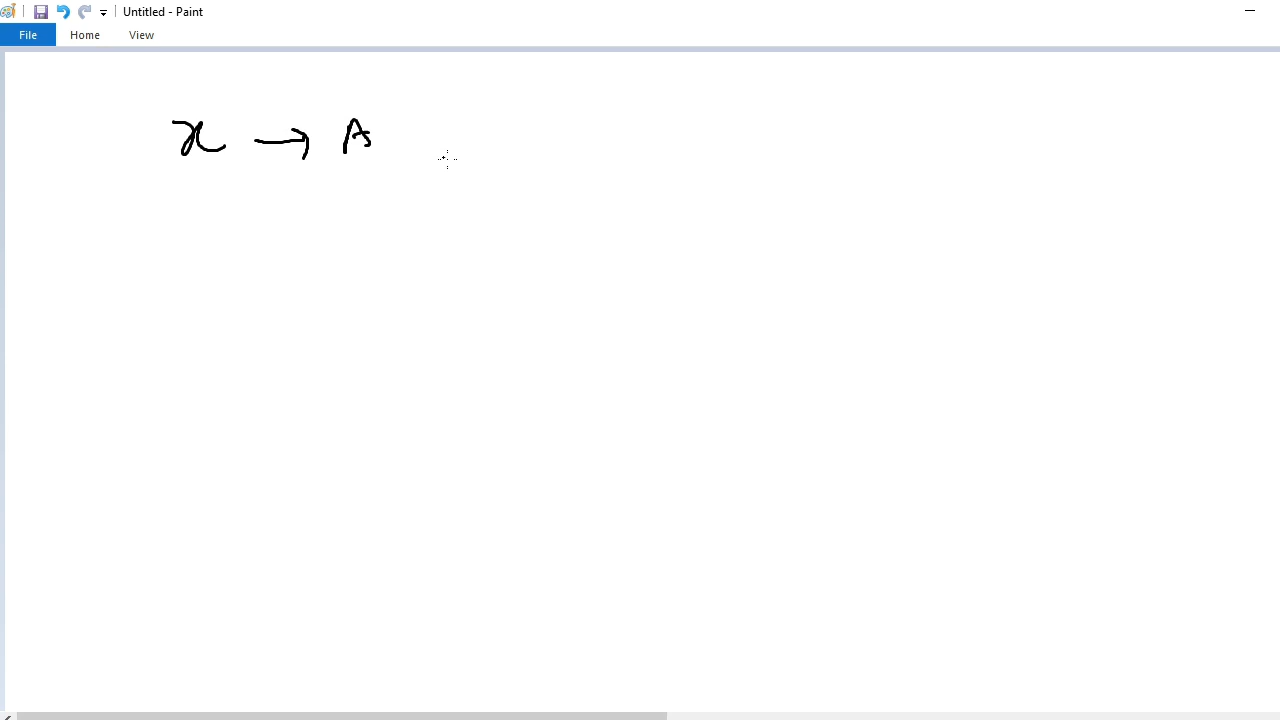 Untitled - Paint
File Home View
x → A